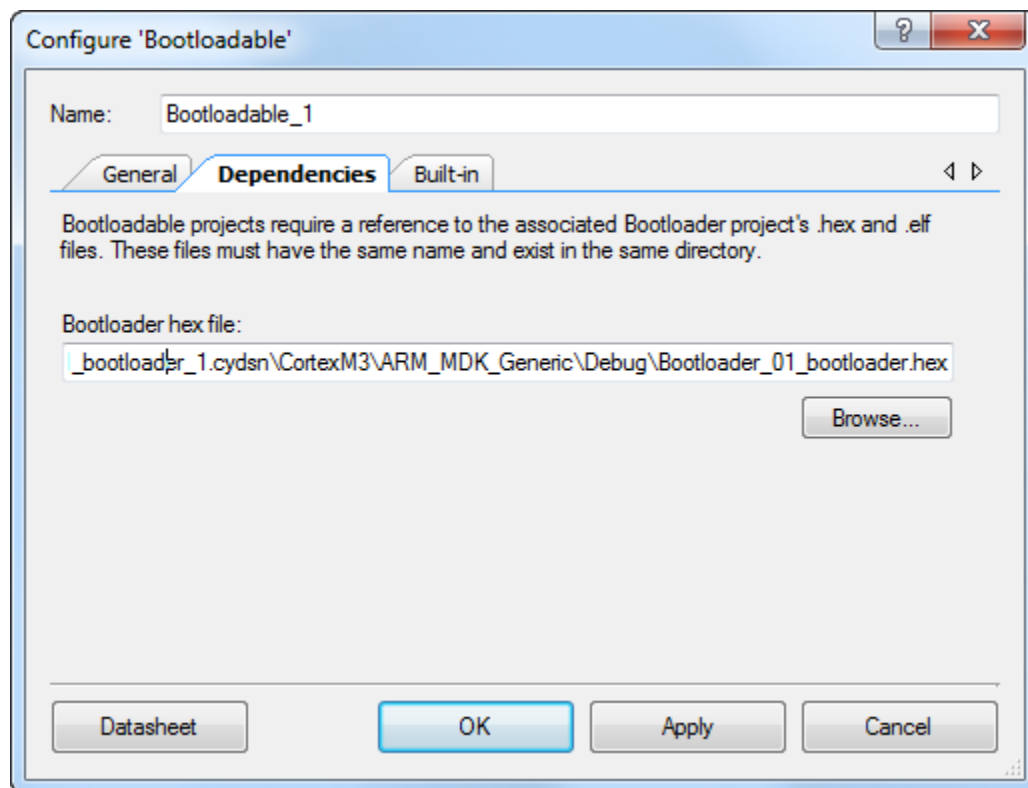 Configure 'Bootloadable'
Name: Bootloadable_1
General Dependencies Built-in
Bootloadable projects require a reference to the associated Bootloader project's .hex and .elf
files. These files must have the same name and exist in the same directory.
Bootloader hex file:
_bootloader_1.cydsn\CortexM3\ARM_MDK_Generic\Debug\Bootloader_01_bootloader.hex
Browse...
Datasheet OK Apply Cancel